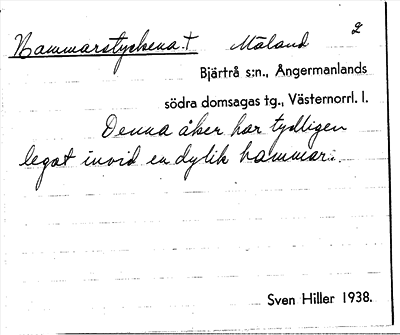 Hammarstyckena † Måland 2
Bjärtrå s:n., Ångermanlands
södra domsagas tg., Västernorrl. l.
Denna åker har tydligen
legat invid en dylik hammar.
Sven Hiller 1938.